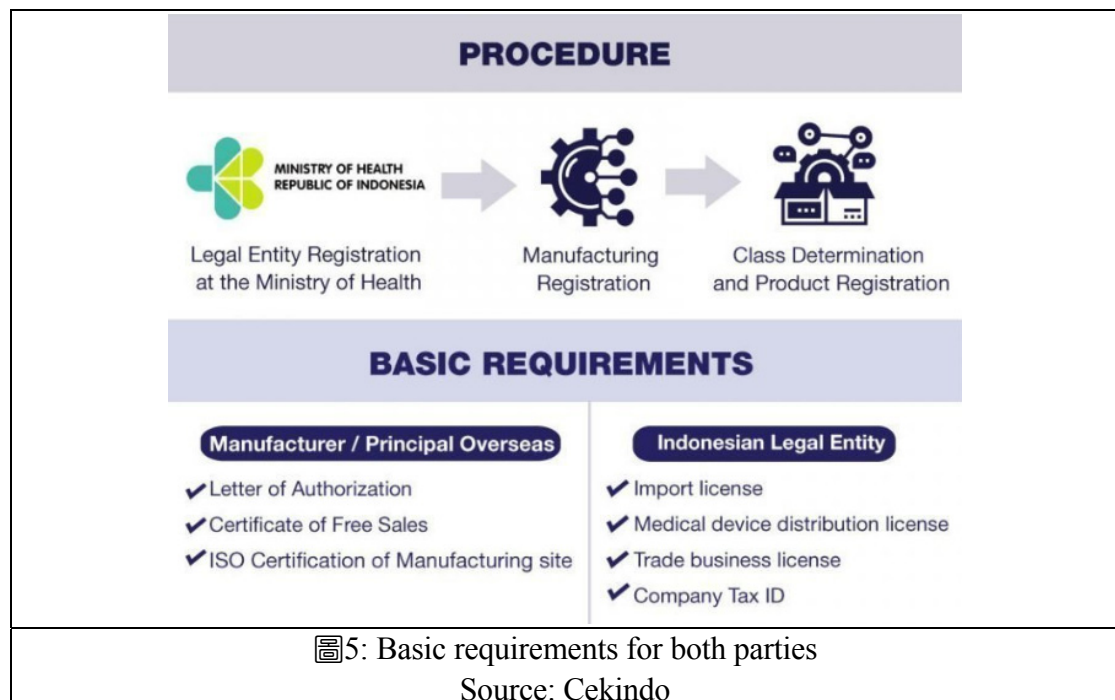 PROCEDURE
MINISTRY OF HEALTH
REPUBLIC OF INDONESIA
Legal Entity Registration
at the Ministry of Health
Manufacturing
Registration
Class Determination
and Product Registration
BASIC REQUIREMENTS
Manufacturer / Principal Overseas
Letter of Authorization
Certificate of Free Sales
ISO Certification of Manufacturing site
Indonesian Legal Entity
Import license
Medical device distribution license
Trade business license
Company Tax ID
圖5: Basic requirements for both parties
Source: Cekindo